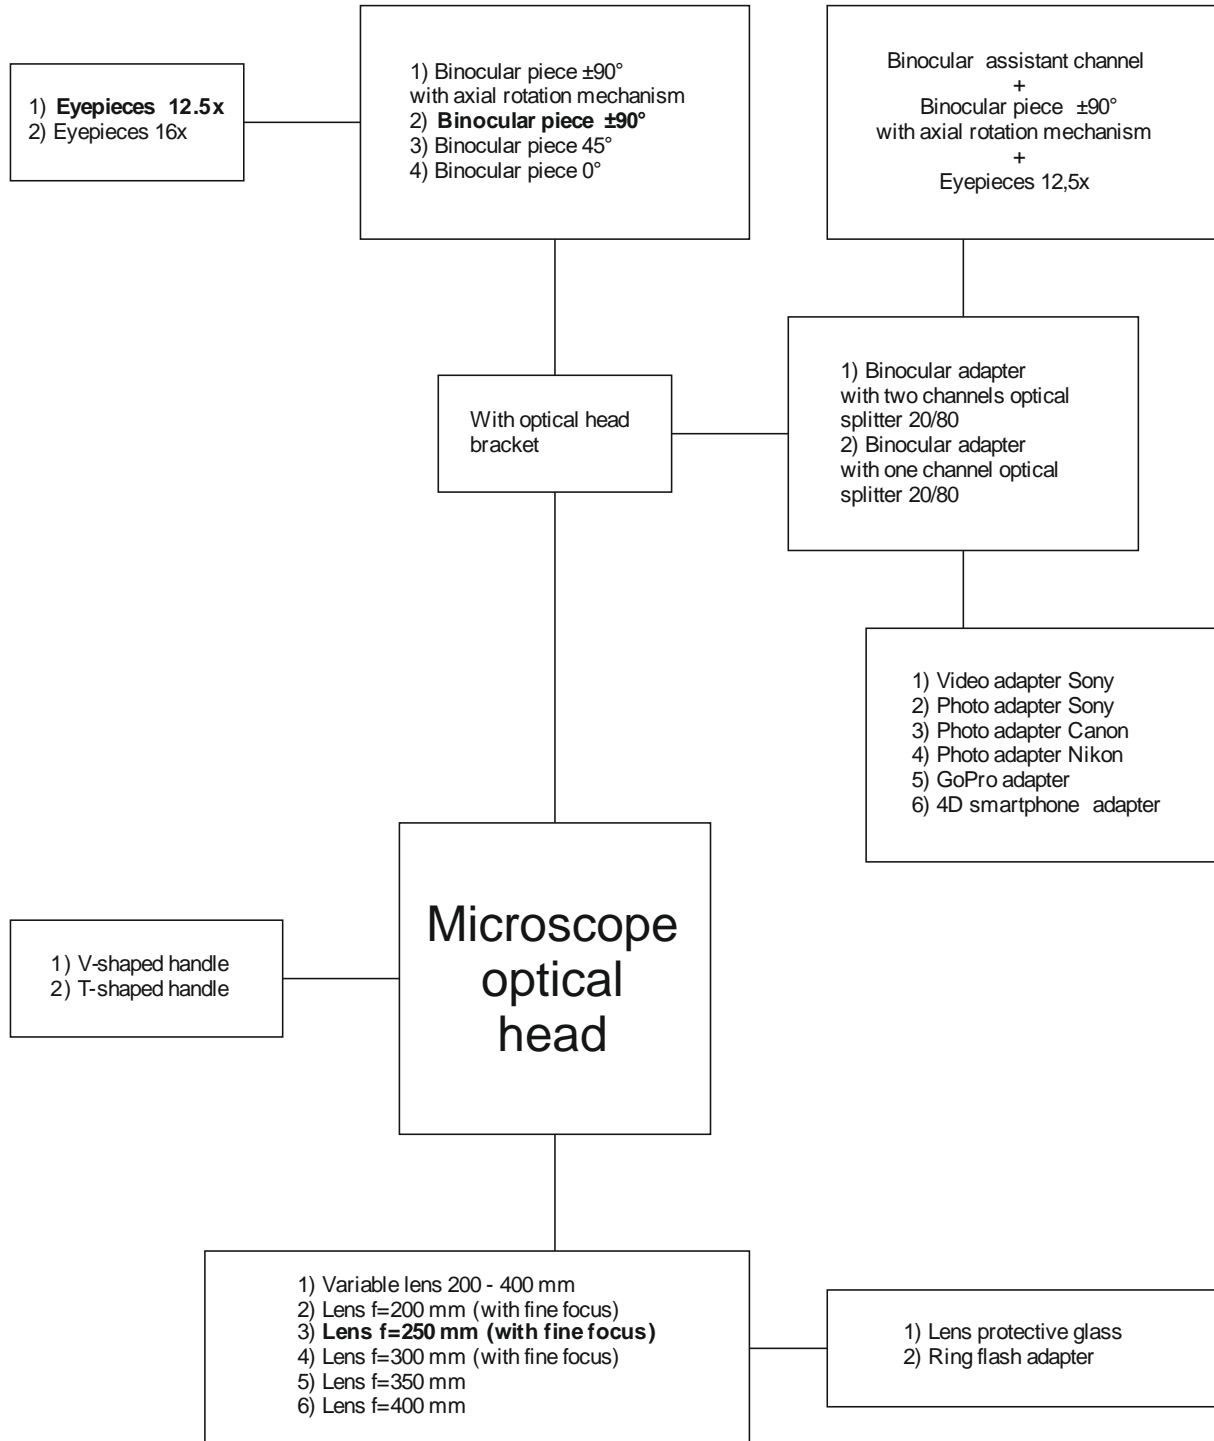 1) Eyepieces 12.5x
2) Eyepieces 16x
1) Binocular piece ±90°
with axial rotation mechanism
2) Binocular piece ±90°
3) Binocular piece 45°
4) Binocular piece 0°
Binocular assistant channel
+
Binocular piece ±90°
with axial rotation mechanism
+
Eyepieces 12,5x
With optical head
bracket
1) Binocular adapter
with two channels optical
splitter 20/80
2) Binocular adapter
with one channel optical
splitter 20/80
1) Video adapter Sony
2) Photo adapter Sony
3) Photo adapter Canon
4) Photo adapter Nikon
5) GoPro adapter
6) 4D smartphone adapter
Microscope
optical
head
1) V-shaped handle
2) T-shaped handle
1) Variable lens 200 - 400 mm
2) Lens f=200 mm (with fine focus)
3) Lens f=250 mm (with fine focus)
4) Lens f=300 mm (with fine focus)
5) Lens f=350 mm
6) Lens f=400 mm
1) Lens protective glass
2) Ring flash adapter